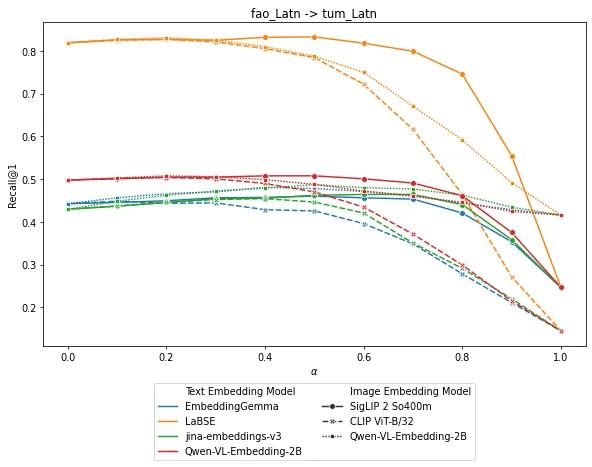 fao_Latn -> tum_Latn
Recall@1
0.8
0.7
0.6
0.5
0.4
0.3
0.2
0.0 0.2 0.4 0.6 0.8 1.0
α
Text Embedding Model Image Embedding Model
EmbeddingGemma SigLIP 2 So400m
LaBSE CLIP ViT-B/32
jina-embeddings-v3 Qwen-VL-Embedding-2B
Qwen-VL-Embedding-2B